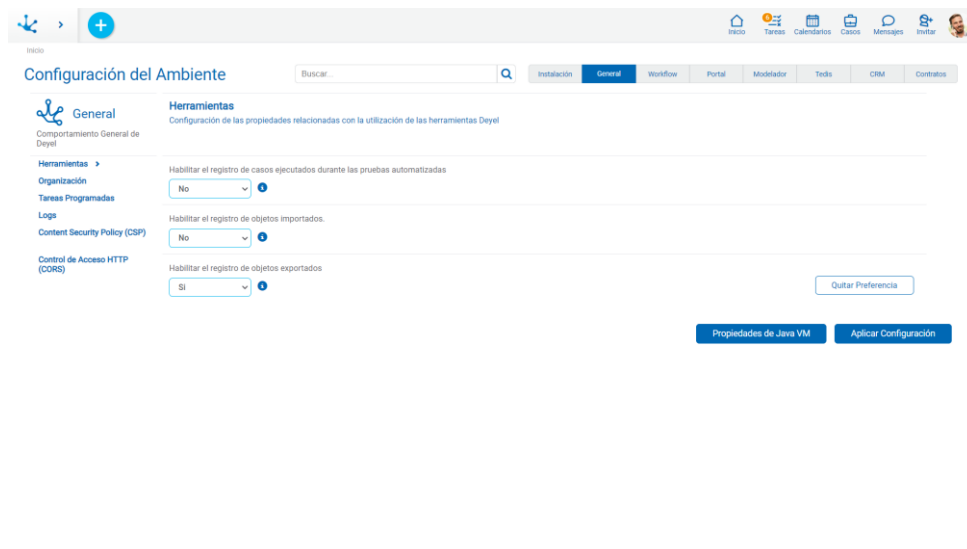 6
Inicio
Tareas
Calendarios
Casos
Mensajes
Invitar
Inicio
Configuración del Ambiente
Buscar...
Instalación
General
Workflow
Portal
Modelador
Tedis
CRM
Contratos
General
Comportamiento General de
Deyel
Herramientas
Organización
Tareas Programadas
Logs
Content Security Policy (CSP)
Control de Acceso HTTP
(CORS)
Herramientas
Configuración de las propiedades relacionadas con la utilización de las herramientas Deyel
Habilitar el registro de casos ejecutados durante las pruebas automatizadas
No
Habilitar el registro de objetos importados.
No
Habilitar el registro de objetos exportados
Si
Quitar Preferencia
Propiedades de Java VM
Aplicar Configuración